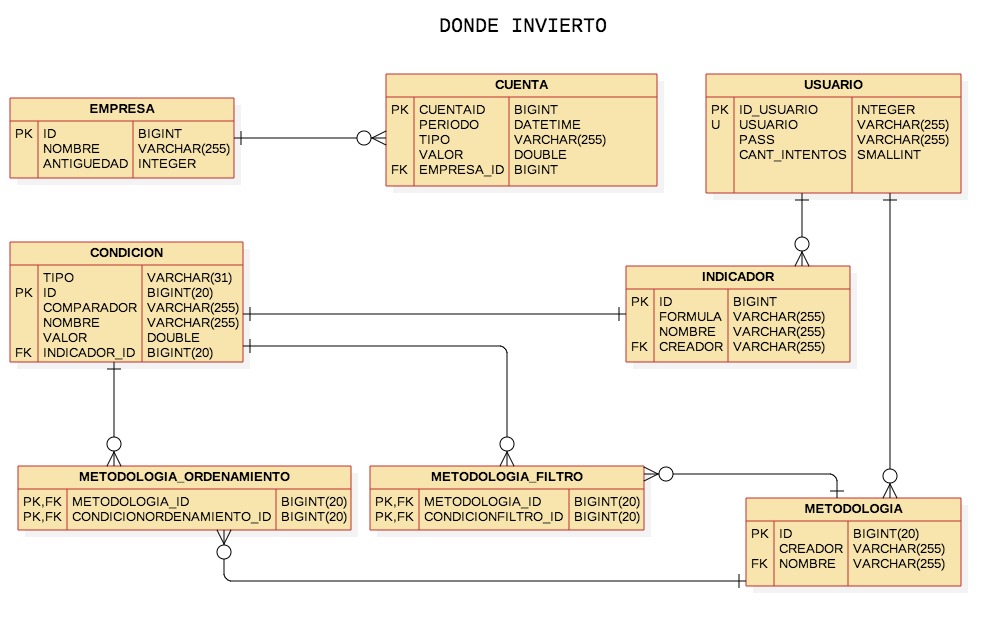 DONDE INVIERTO
EMPRESA
PK ID BIGINT
NOMBRE VARCHAR(255)
ANTIGUEDAD INTEGER
CUENTA
PK CUENTAID BIGINT
PERIODO DATETIME
TIPO VARCHAR(255)
VALOR DOUBLE
FK EMPRESA_ID BIGINT
USUARIO
PK ID_USUARIO INTEGER
U USUARIO VARCHAR(255)
PASS VARCHAR(255)
CANT_INTENTOS SMALLINT
CONDICION
TIPO VARCHAR(31)
PK ID BIGINT(20)
COMPARADOR VARCHAR(255)
NOMBRE VARCHAR(255)
VALOR DOUBLE
FK INDICADOR_ID BIGINT(20)
INDICADOR
PK ID BIGINT
FORMULA VARCHAR(255)
NOMBRE VARCHAR(255)
FK CREADOR VARCHAR(255)
METODOLOGIA_ORDENAMIENTO
PK,FK METODOLOGIA_ID BIGINT(20)
PK,FK CONDICIONORDENAMIENTO_ID BIGINT(20)
METODOLOGIA_FILTRO
PK,FK METODOLOGIA_ID BIGINT(20)
PK,FK CONDICIONFILTRO_ID BIGINT(20)
METODOLOGIA
PK ID BIGINT(20)
CREADOR VARCHAR(255)
FK NOMBRE VARCHAR(255)